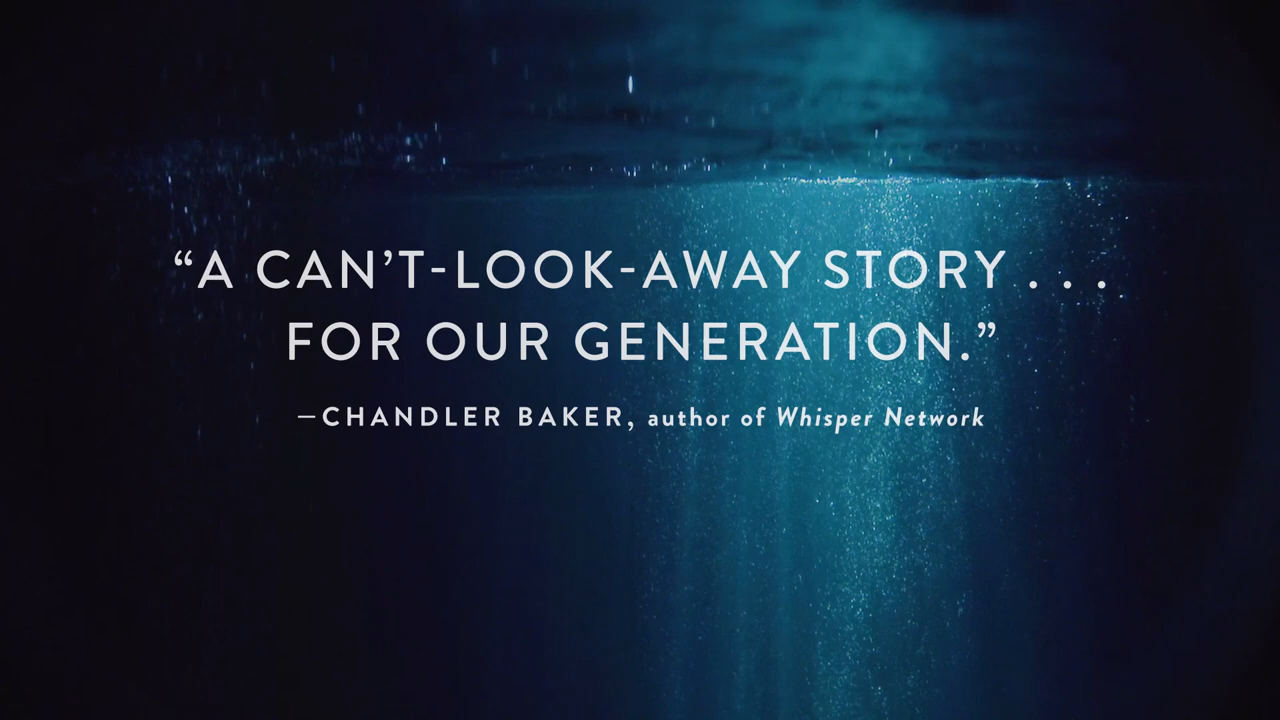 “A CAN’T-LOOK-AWAY STORY . . .
FOR OUR GENERATION.”
—CHANDLER BAKER, author of Whisper Network